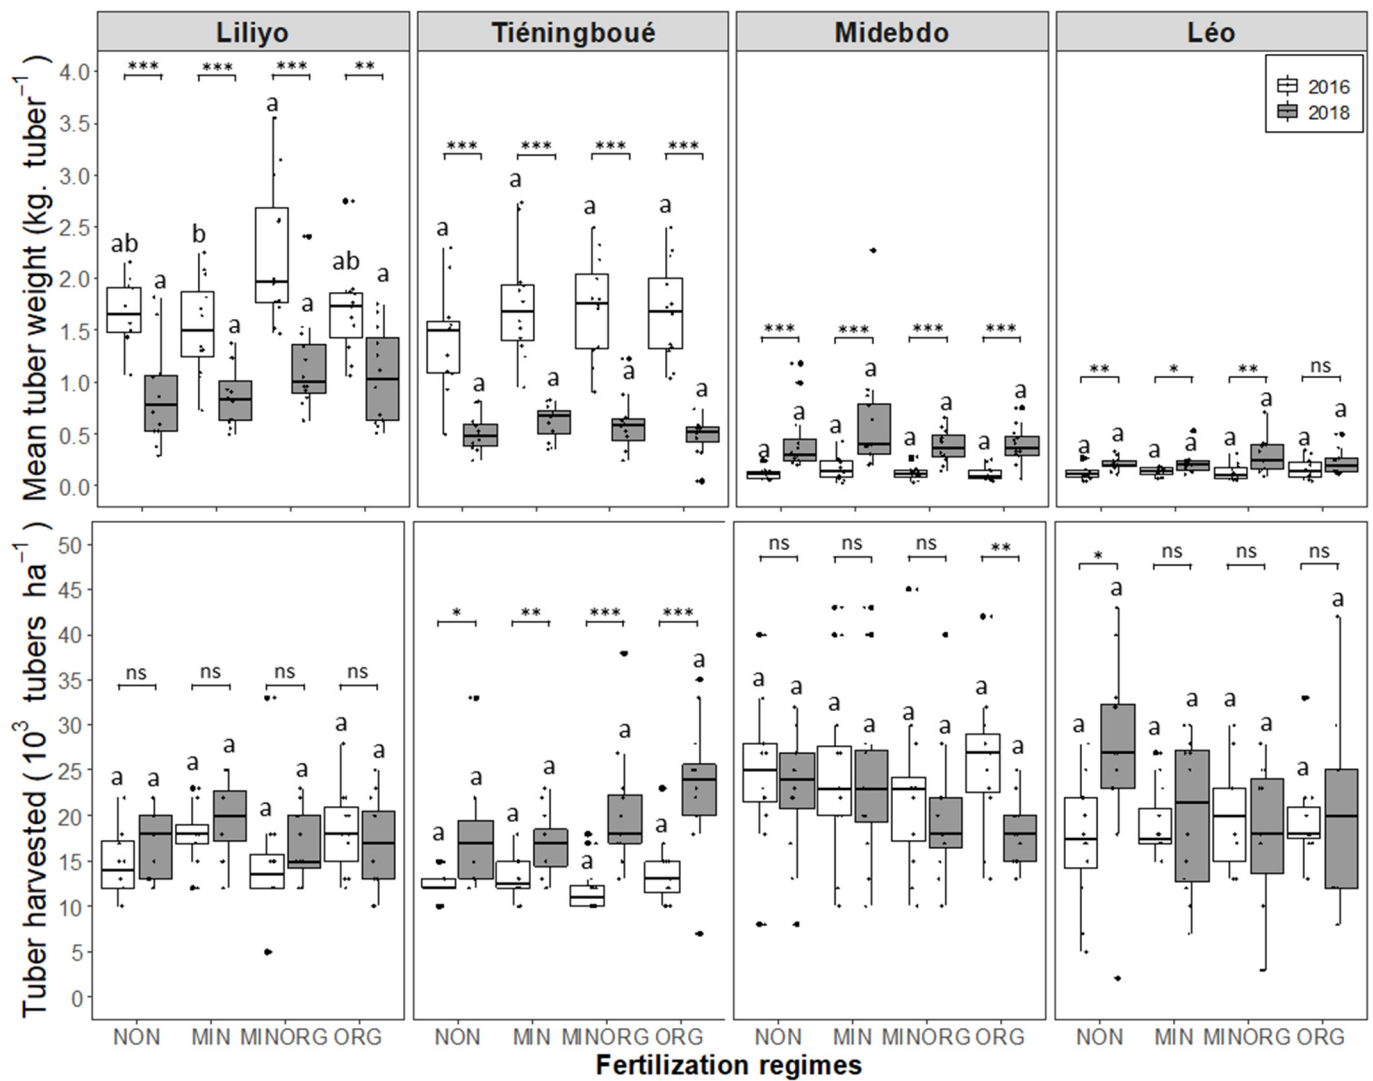 Liliyo Tiéningboué Midebdo Léo
Mean tuber weight (kg. tuber⁻¹ )
4.0
3.5
3.0
2.5
2.0
1.5
1.0
0.5
0.0
*** *** *** **
a
ab b ab
a a a a
*** *** *** ***
a a a a
a a a a
*** *** *** ***
a a a a
a a a a
** * ** ns
a a a a
a a a a
2016
2018
Tuber harvested ( 10³ tubers ha⁻¹ )
50
45
40
35
30
25
20
15
10
5
0
ns ns ns ns
a a a a a a a a
* ** *** ***
a a a a a a a a
ns ns ns **
a a a a a a a a
* ns ns ns
a a a a a a a a
NON MIN MINORG ORG NON MIN MINORG ORG NON MIN MINORG ORG NON MIN MINORG ORG
Fertilization regimes